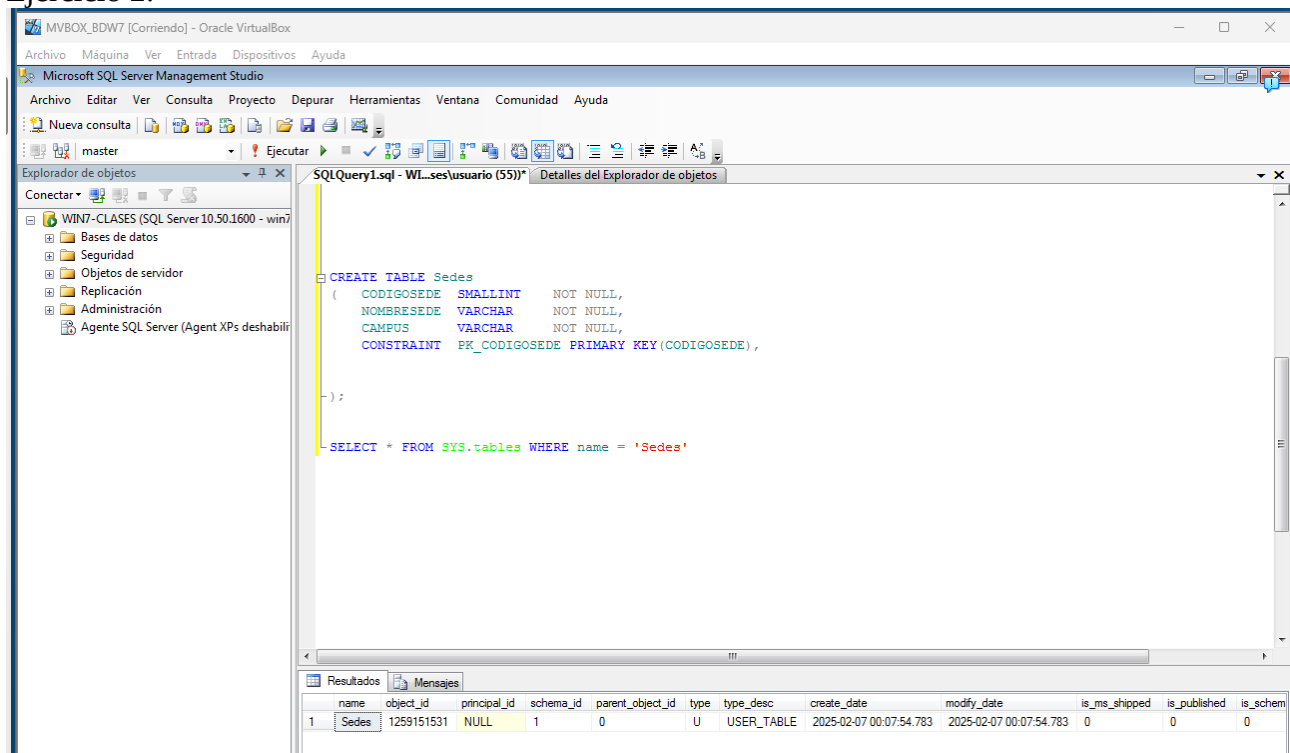 MVBOX_BDW7 [Corriendo] - Oracle VirtualBox
Archivo Máquina Ver Entrada Dispositivos Ayuda
Microsoft SQL Server Management Studio
Archivo Editar Ver Consulta Proyecto Depurar Herramientas Ventana Comunidad Ayuda
Nueva consulta
master Ejecutar
Explorador de objetos
SQLQuery1.sql - WI...ses\usuario (55))* Detalles del Explorador de objetos
Conectar
WIN7-CLASES (SQL Server 10.50.1600 - win7
Bases de datos
Seguridad
Objetos de servidor
Replicación
Administración
Agente SQL Server (Agent XPs deshabili
CREATE TABLE Sedes
( CODIGOSEDE SMALLINT NOT NULL,
NOMBRESEDE VARCHAR NOT NULL,
CAMPUS VARCHAR NOT NULL,
CONSTRAINT PK_CODIGOSEDE PRIMARY KEY(CODIGOSEDE),
);
SELECT * FROM SYS.tables WHERE name = 'Sedes'
Resultados Mensajes
name object_id principal_id schema_id parent_object_id type type_desc create_date modify_date is_ms_shipped is_published is_schem
1 Sedes 1259151531 NULL 1 0 U USER_TABLE 2025-02-07 00:07:54.783 2025-02-07 00:07:54.783 0 0 0